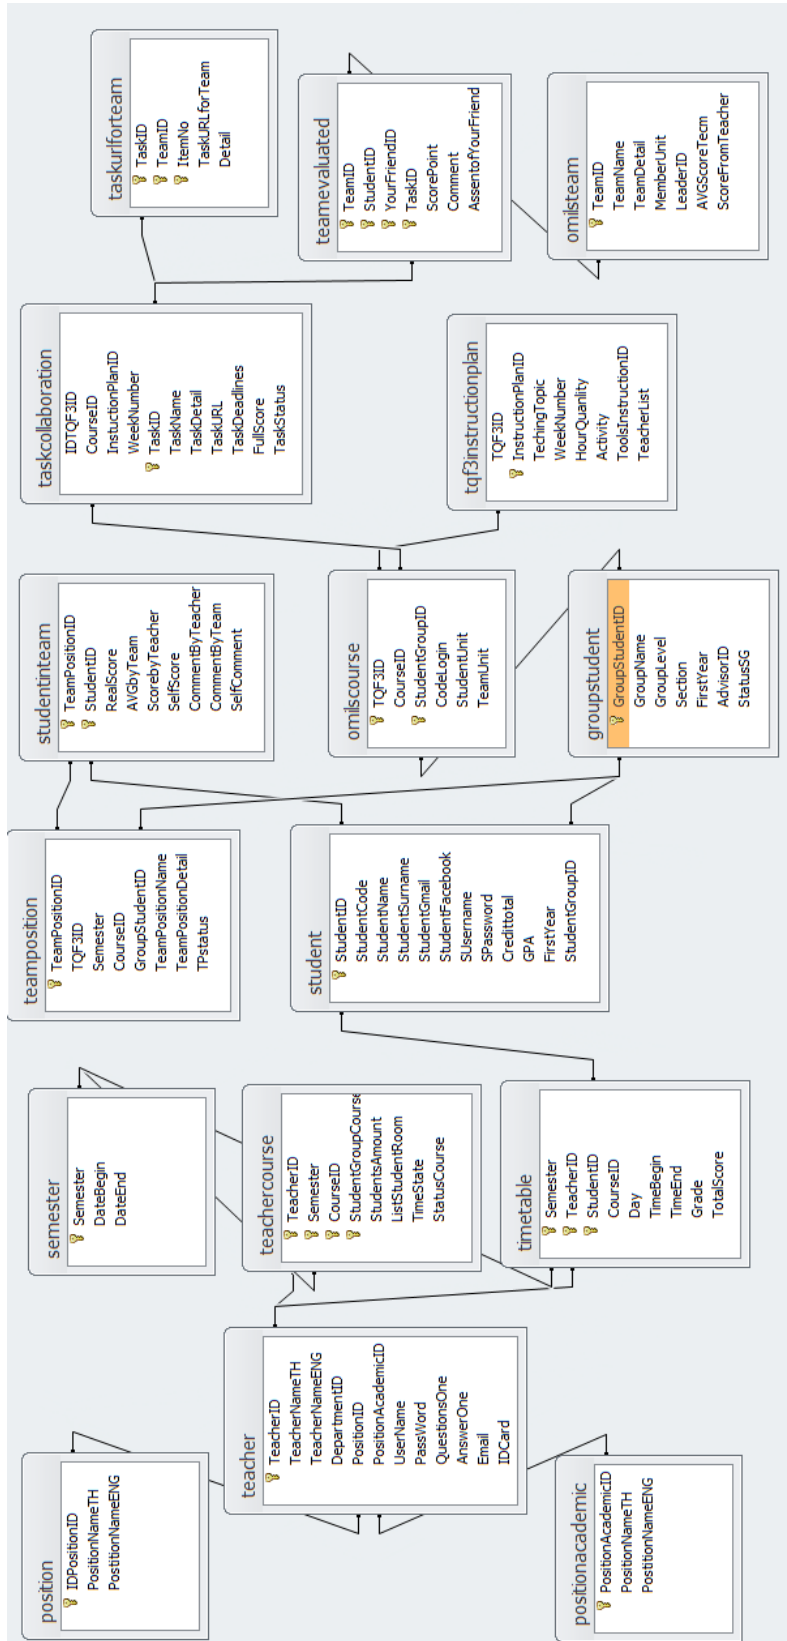 position
IDPositionID
PositionNameTH
PostitionNameENG
teacher
TeacherID
TeacherNameTH
TeacherNameENG
DepartmentID
PositionID
PositionAcademicID
UserName
PassWord
QuestionsOne
AnswerOne
Email
IDCard
positionacademic
PositionAcademicID
PositionNameTH
PostitionNameENG
semester
Semester
DateBegin
DateEnd
teachercourse
TeacherID
Semester
CourseID
StudentGroupCourse
StudentsAmount
ListStudentRoom
TimeState
StatusCourse
timetable
Semester
TeacherID
StudentID
CourseID
Day
TimeBegin
TimeEnd
Grade
TotalScore
teamposition
TeamPositionID
TQF3ID
Semester
CourseID
GroupStudentID
TeamPositionName
TeamPositionDetail
TPstatus
student
StudentID
StudentCode
StudentName
StudentSurname
StudentGmail
StudentFacebook
SUsername
SPassword
Credittotal
GPA
FirstYear
StudentGroupID
studentinteam
TeamPositionID
StudentID
RealScore
AVGbyTeam
ScorebyTeacher
SelfScore
CommentByTeacher
CommentByTeam
SelfComment
omilscourse
TQF3ID
CourseID
StudentGroupID
CodeLogin
StudentUnit
TeamUnit
groupstudent
GroupStudentID
GroupName
GroupLevel
Section
FirstYear
AdvisorID
StatusSG
taskcollaboration
IDTQF3ID
CourseID
InstuctionPlanID
WeekNumber
TaskID
TaskName
TaskDetail
TaskURL
TaskDeadlines
FullScore
TaskStatus
tqf3instructionplan
TQF3ID
InstructionPlanID
TechingTopic
WeekNumber
HourQuanlity
Activity
ToolsInstructionID
TeacherList
taskurlforteam
TaskID
TeamID
ItemNo
TaskURLforTeam
Detail
teamevaluated
TeamID
StudentID
YourFriendID
TaskID
ScorePoint
Comment
AssentofYourFriend
omilsteam
TeamID
TeamName
TeamDetail
MemberUnit
LeaderID
AVGScoreTecm
ScoreFromTeacher